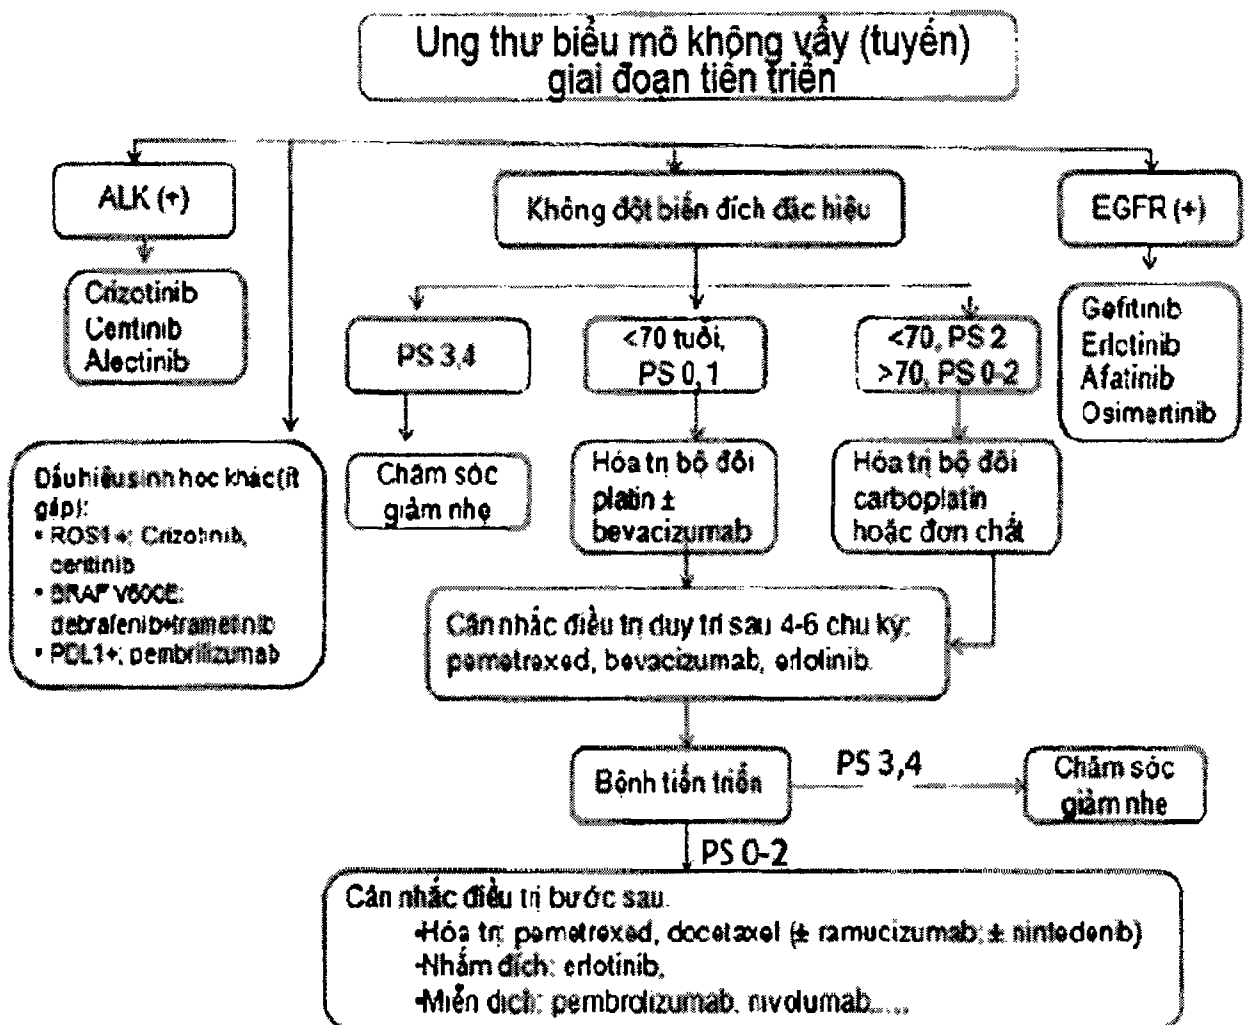 Ung thư biểu mô không vẩy (tuyến)
giai đoạn tiến triển
ALK (+)
Không đột biến đích đặc hiệu
EGFR (+)
Crizotinib
Ceritinib
Alectinib
PS 3,4
<70 tuổi,
PS 0,1
<70, PS 2
>70, PS 0-2
Gefitinib
Erlotinib
Afatinib
Osimertinib
Dấu hiệu sinh học khác (ít
gặp):
• ROS1+: Crizotinib,
ceritinib
• BRAF V600E:
debrafenib+trametinib
• PDL1+: pembrilizumab
Chăm sóc
giảm nhẹ
Hóa trị bộ đôi
platin ±
bevacizumab
Hóa trị bộ đôi
carboplatin
hoặc đơn chất
Cân nhắc điều trị duy trì sau 4-6 chu kỳ:
pemetrexed, bevacizumab, erlotinib.
Bệnh tiến triển
PS 3,4
Chăm sóc
giảm nhẹ
PS 0-2
Cân nhắc điều trị bước sau.
•Hóa trị: pemetrexed, docetaxel (± ramucizumab; ± nintedenib)
•Nhắm đích: erlotinib,
•Miễn dịch: pembrolizumab, nivolumab.....